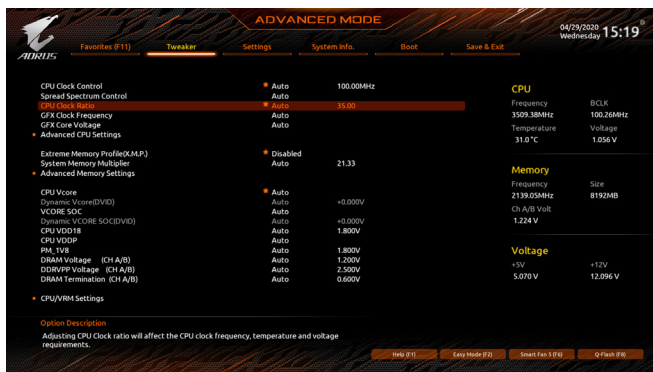 ADVANCED MODE
04/29/2020 Wednesday 15:19
AORUS
Favorites (F11) Tweaker Settings System Info. Boot Save & Exit
CPU Clock Control Auto 100.00MHz
Spread Spectrum Control Auto
CPU Clock Ratio Auto 35.00
GFX Clock Frequency Auto
GFX Core Voltage Auto
Advanced CPU Settings
Extreme Memory Profile(X.M.P.) Disabled
System Memory Multiplier Auto 21.33
Advanced Memory Settings
CPU Vcore Auto
Dynamic Vcore(DVID) Auto +0.000V
VCORE SOC Auto
Dynamic VCORE SOC(DVID) Auto +0.000V
CPU VDD18 Auto 1.800V
CPU VDDP Auto
PM_1V8 Auto 1.800V
DRAM Voltage (CH A/B) Auto 1.200V
DDRVPP Voltage (CH A/B) Auto 2.500V
DRAM Termination (CH A/B) Auto 0.600V
CPU/VRM Settings
CPU
Frequency BCLK
3509.38MHz 100.26MHz
Temperature Voltage
31.0 °C 1.056 V
Memory
Frequency Size
2139.05MHz 8192MB
Ch A/B Volt
1.224 V
Voltage
+5V +12V
5.070 V 12.096 V
Option Description
Adjusting CPU Clock ratio will affect the CPU clock frequency, temperature and voltage
requirements.
Help (F1) Easy Mode (F2) Smart Fan 5 (F6) Q-Flash (F8)